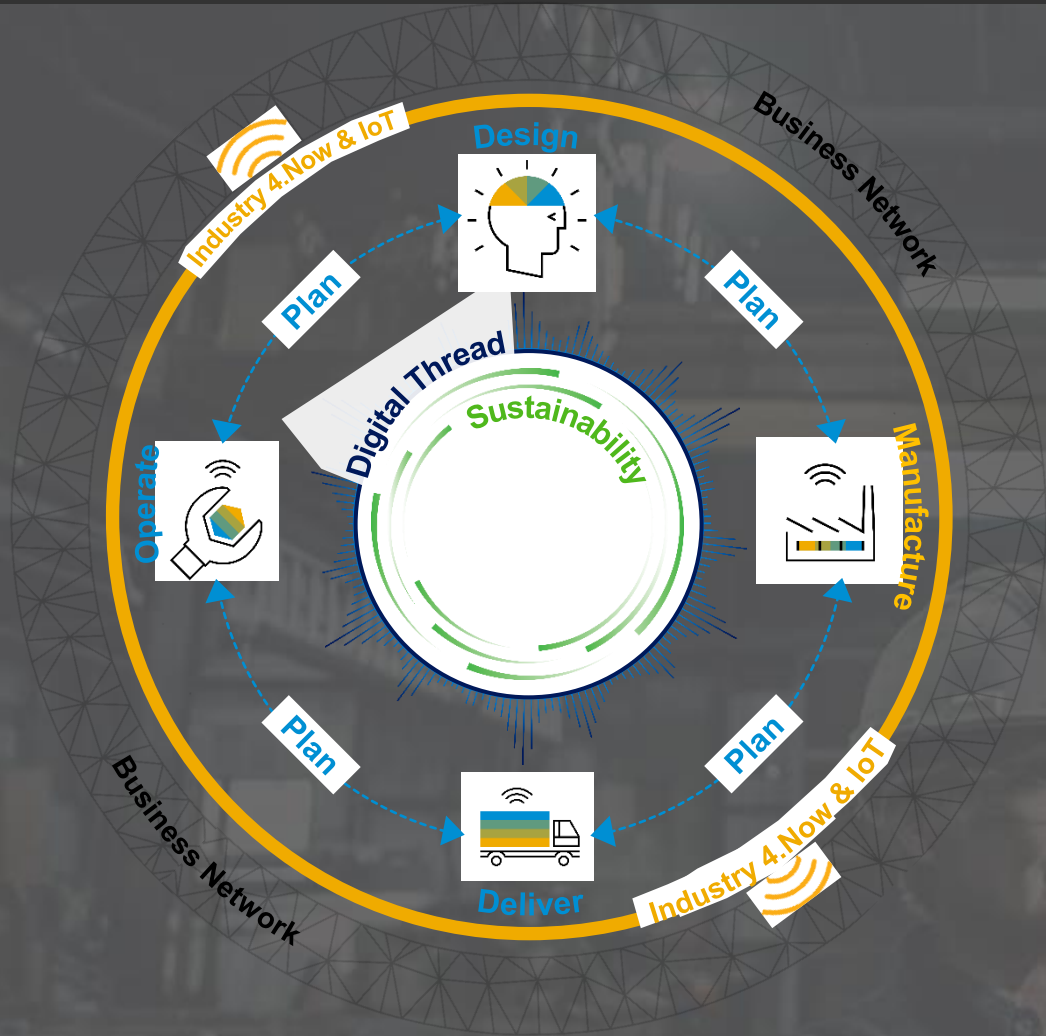 Business Network
Industry 4.Now & IoT
Design
Plan
Plan
Digital Thread
Sustainability
Operate
Manufacture
Plan
Plan
Business Network
Industry 4.Now & IoT
Deliver